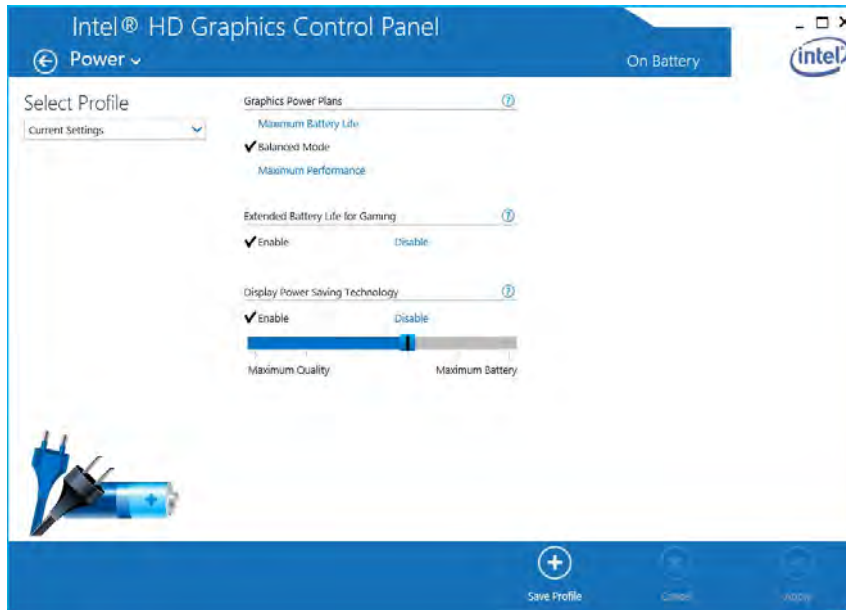 Intel® HD Graphics Control Panel
Power
On Battery
intel
Select Profile
Current Settings
Graphics Power Plans
Maximum Battery Life
Balanced Mode
Maximum Performance
Extended Battery Life for Gaming
Enable Disable
Display Power Saving Technology
Enable Disable
Maximum Quality Maximum Battery
Save Profile Cancel Apply